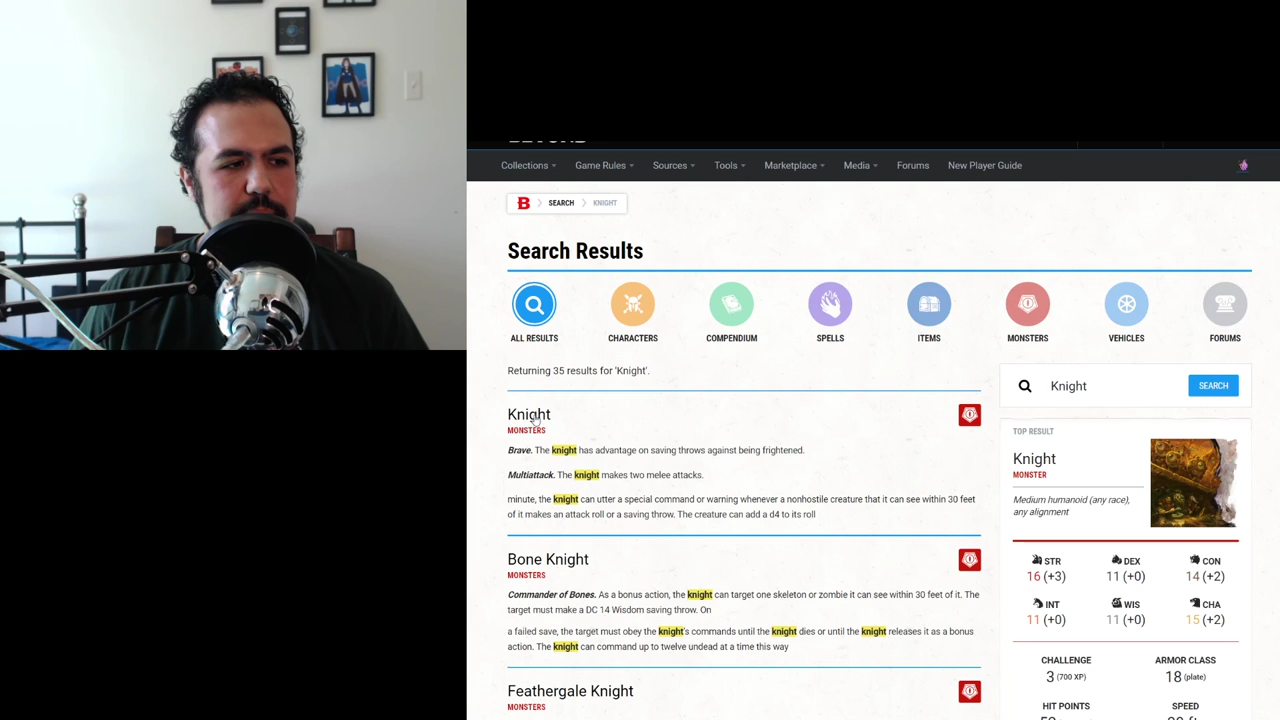 Collections
Game Rules
Sources
Tools
Marketplace
Media
Forums
New Player Guide
B
SEARCH
KNIGHT
Search Results
ALL RESULTS
CHARACTERS
COMPENDIUM
SPELLS
ITEMS
MONSTERS
VEHICLES
FORUMS
Returning 35 results for 'Knight'.
Knight
MONSTERS
Brave. The knight has advantage on saving throws against being frightened.
Multiattack. The knight makes two melee attacks.
minute, the knight can utter a special command or warning whenever a nonhostile creature that it can see within 30 feet
of it makes an attack roll or a saving throw. The creature can add a d4 to its roll
Bone Knight
MONSTERS
Commander of Bones. As a bonus action, the knight can target one skeleton or zombie it can see within 30 feet of it. The
target must make a DC 14 Wisdom saving throw. On
a failed save, the target must obey the knight's commands until the knight dies or until the knight releases it as a bonus
action. The knight can command up to twelve undead at a time this way
Feathergale Knight
MONSTERS
Knight
SEARCH
TOP RESULT
Knight
MONSTER
Medium humanoid (any race),
any alignment
STR
16 (+3)
DEX
11 (+0)
CON
14 (+2)
INT
11 (+0)
WIS
11 (+0)
CHA
15 (+2)
CHALLENGE
3 (700 XP)
ARMOR CLASS
18 (plate)
HIT POINTS
SPEED